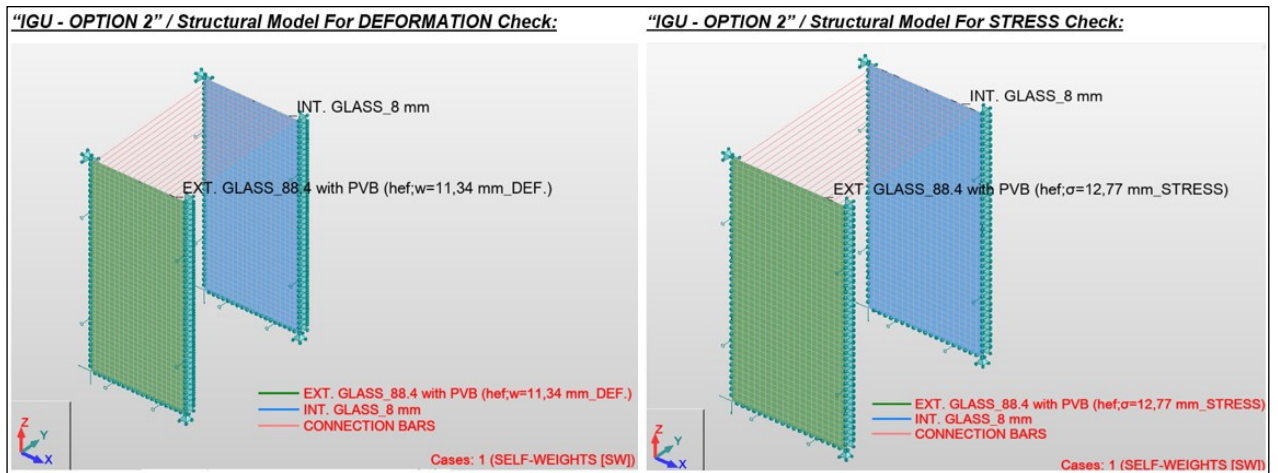 "IGU - OPTION 2" / Structural Model For DEFORMATION Check:
INT. GLASS_8 mm
EXT. GLASS_88.4 with PVB (hef;w=11,34 mm_DEF.)
EXT. GLASS_88.4 with PVB (hef;w=11,34 mm_DEF.)
INT. GLASS_8 mm
CONNECTION BARS
Z
Y
X
Cases: 1 (SELF-WEIGHTS [SW])
"IGU - OPTION 2" / Structural Model For STRESS Check:
INT. GLASS_8 mm
EXT. GLASS_88.4 with PVB (hef;σ=12,77 mm_STRESS)
EXT. GLASS_88.4 with PVB (hef;σ=12,77 mm_STRESS)
INT. GLASS_8 mm
CONNECTION BARS
Z
Y
X
Cases: 1 (SELF-WEIGHTS [SW])